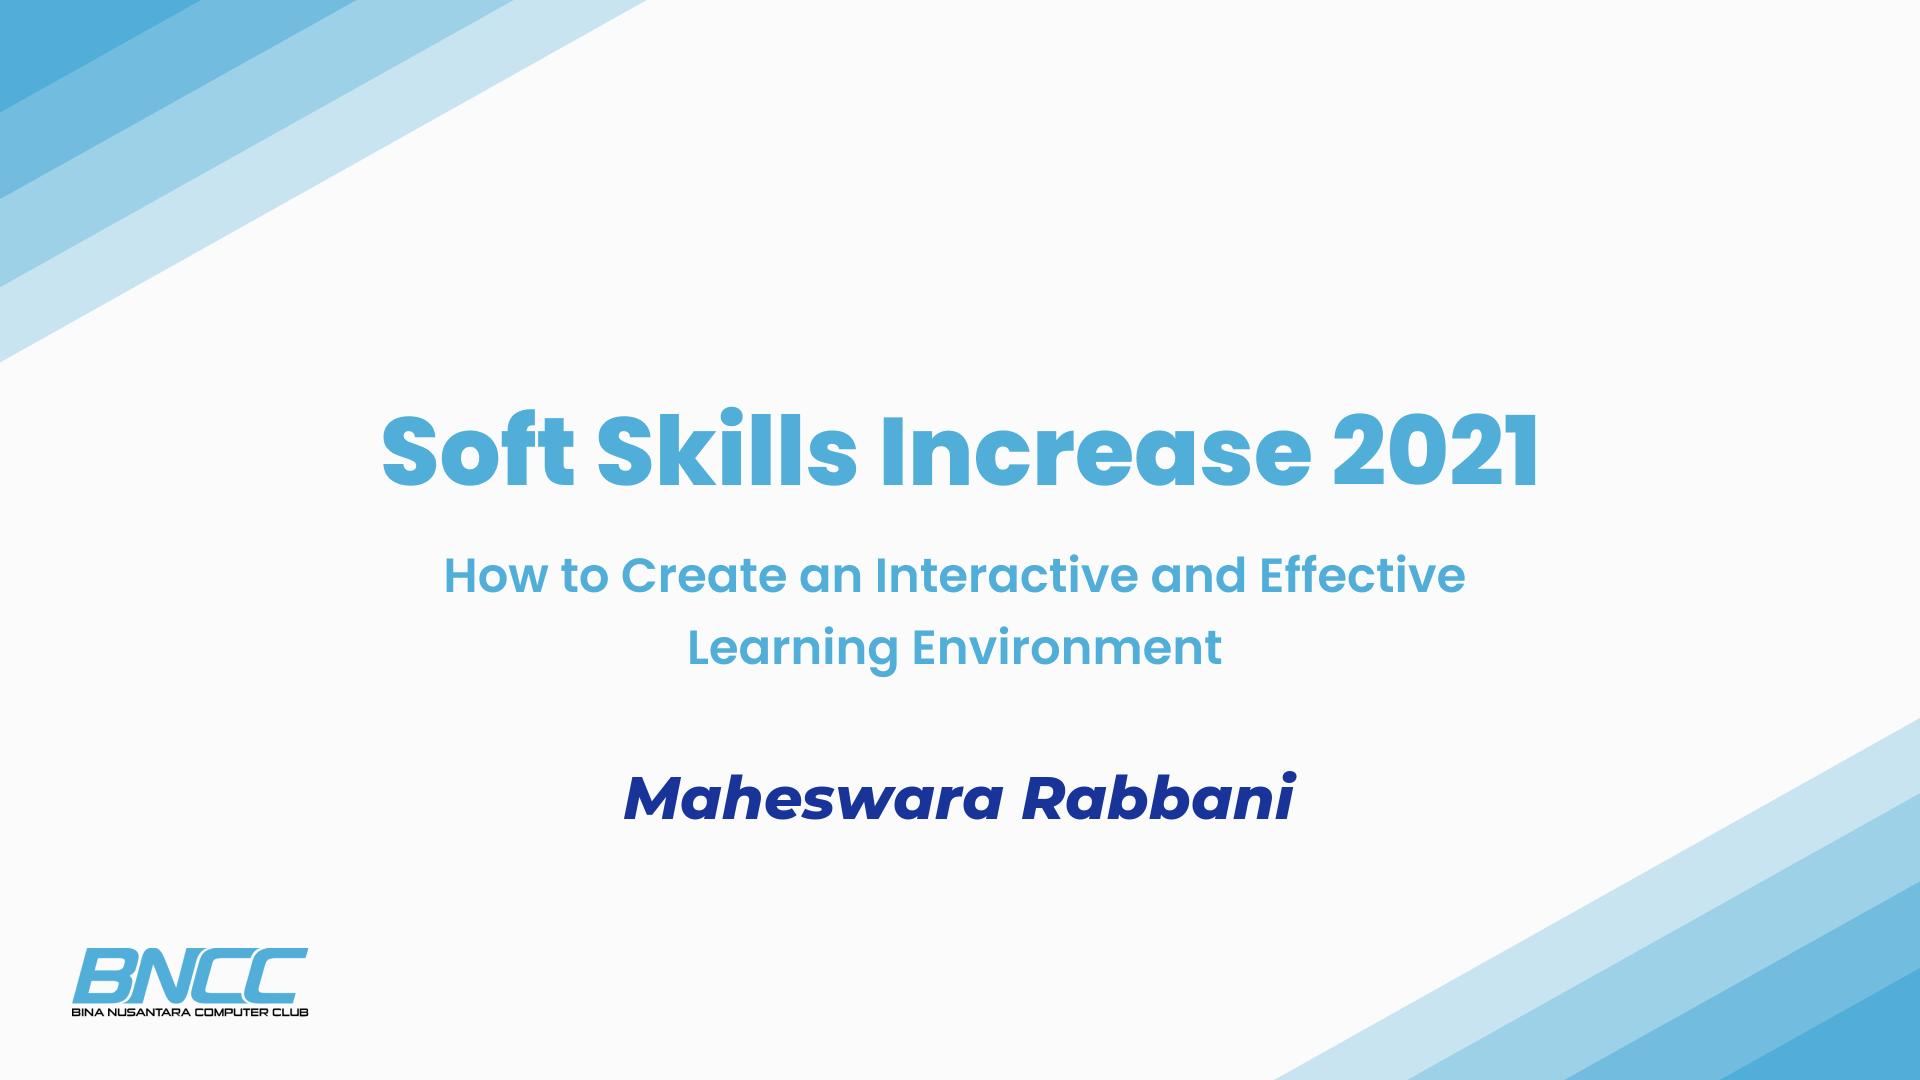 Soft Skills Increase 2021
How to Create an Interactive and Effective
Learning Environment
Maheswara Rabbani
BNCC
BINA NUSANTARA COMPUTER CLUB